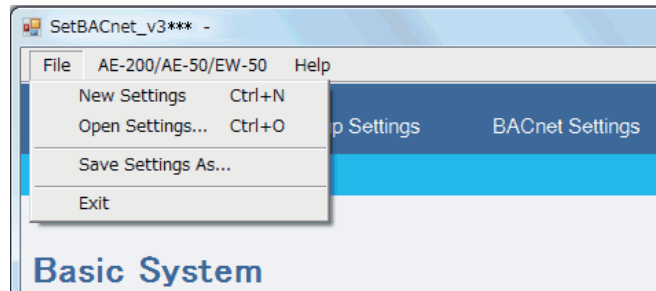 SetBACnet_v3*** -
File AE-200/AE-50/EW-50 Help
New Settings Ctrl+N
Open Settings... Ctrl+O
Save Settings As...
Exit
Settings BACnet Settings
Basic System